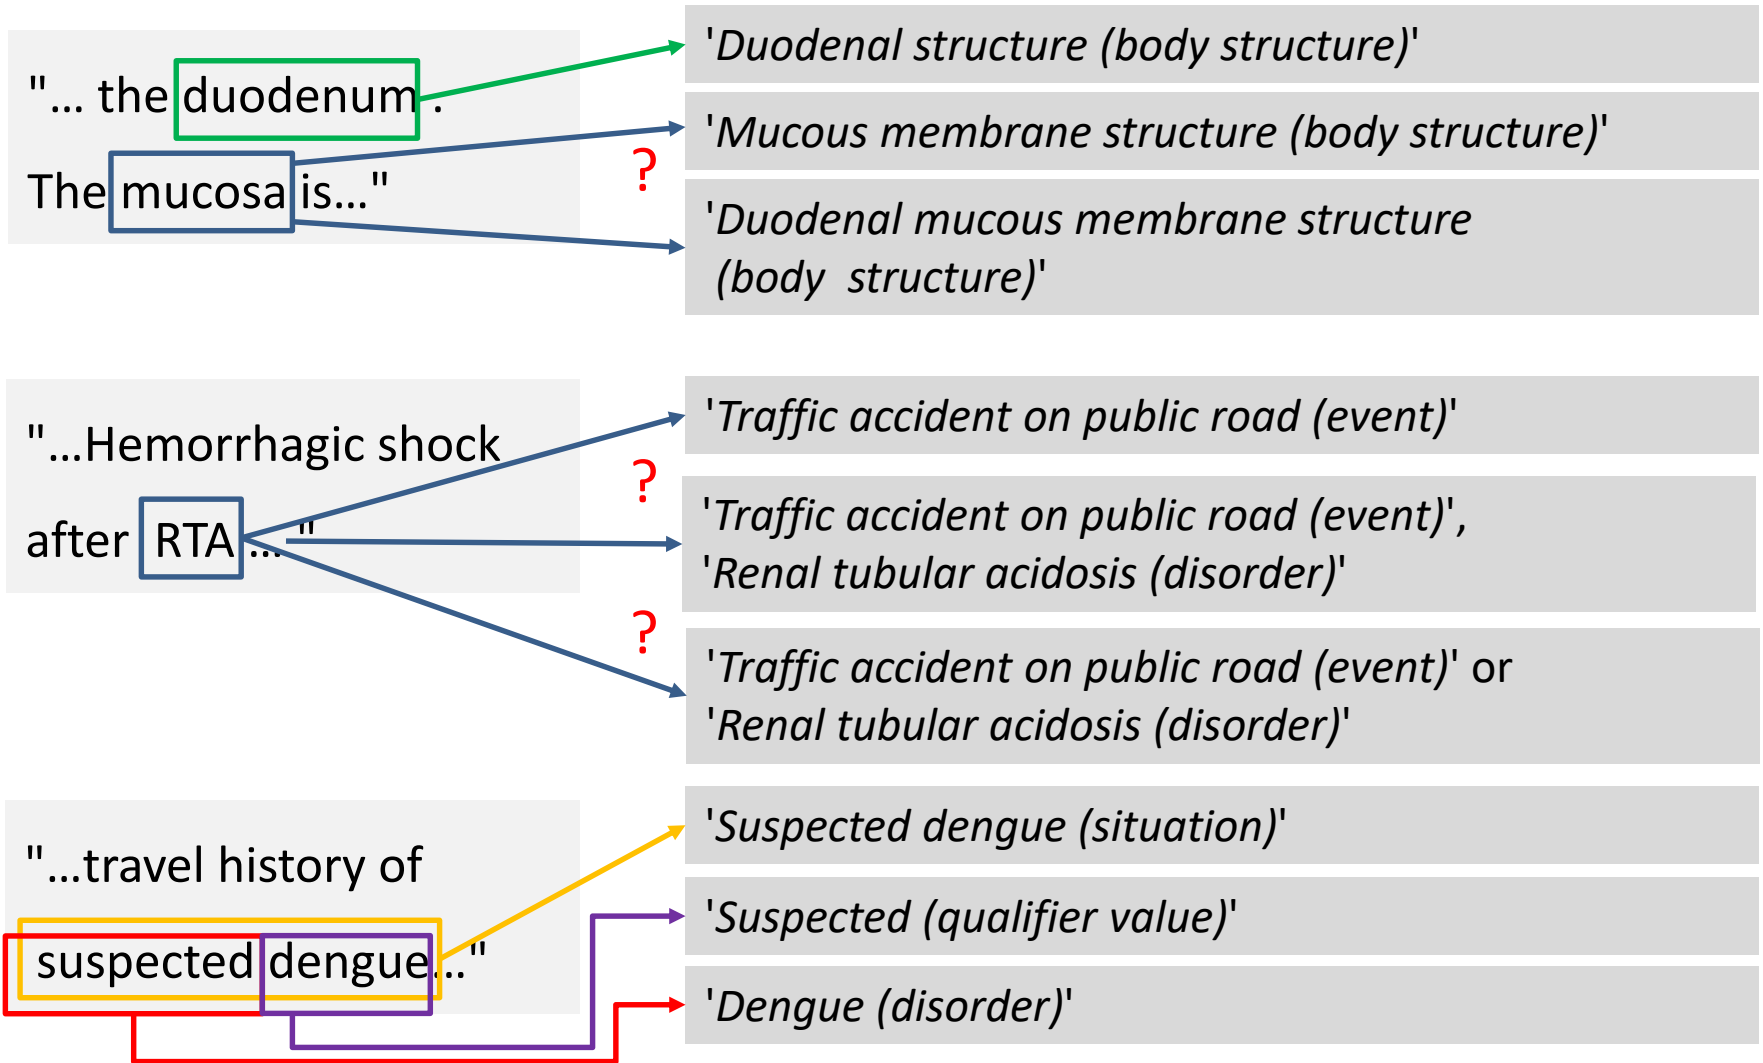 "... the duodenum .
The mucosa is..."
'Duodenal structure (body structure)'
'Mucous membrane structure (body structure)'
?
'Duodenal mucous membrane structure
(body structure)'
"...Hemorrhagic shock
after RTA ... "
'Traffic accident on public road (event)'
?
'Traffic accident on public road (event)',
'Renal tubular acidosis (disorder)'
?
'Traffic accident on public road (event)' or
'Renal tubular acidosis (disorder)'
"...travel history of
suspected dengue..."
'Suspected dengue (situation)'
'Suspected (qualifier value)'
'Dengue (disorder)'